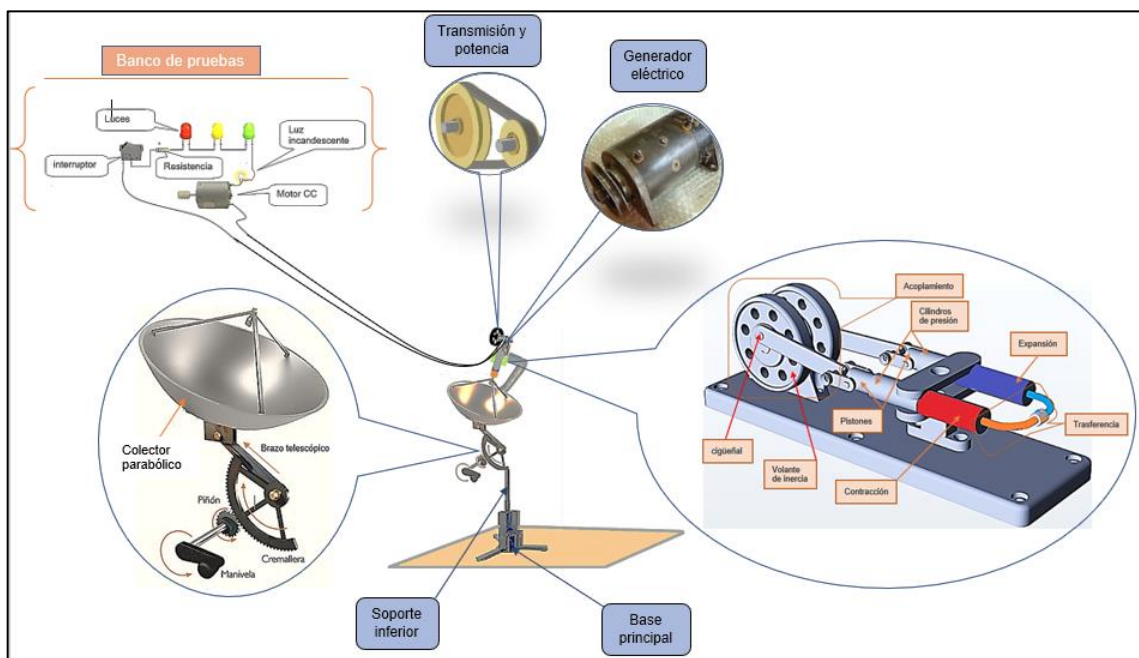 Transmisión y
potencia
Generador
eléctrico
Banco de pruebas
Luces
Luz
incandescente
interruptor
Resistencia
Motor CC
Acoplamiento
Cilindros
de presión
Expansión
Pistones
Trasferencia
cigüeñal
Volante
de inercia
Contracción
Colector
parabólico
Brazo telescópico
Piñón
Cremallera
Manivela
Soporte
inferior
Base
principal